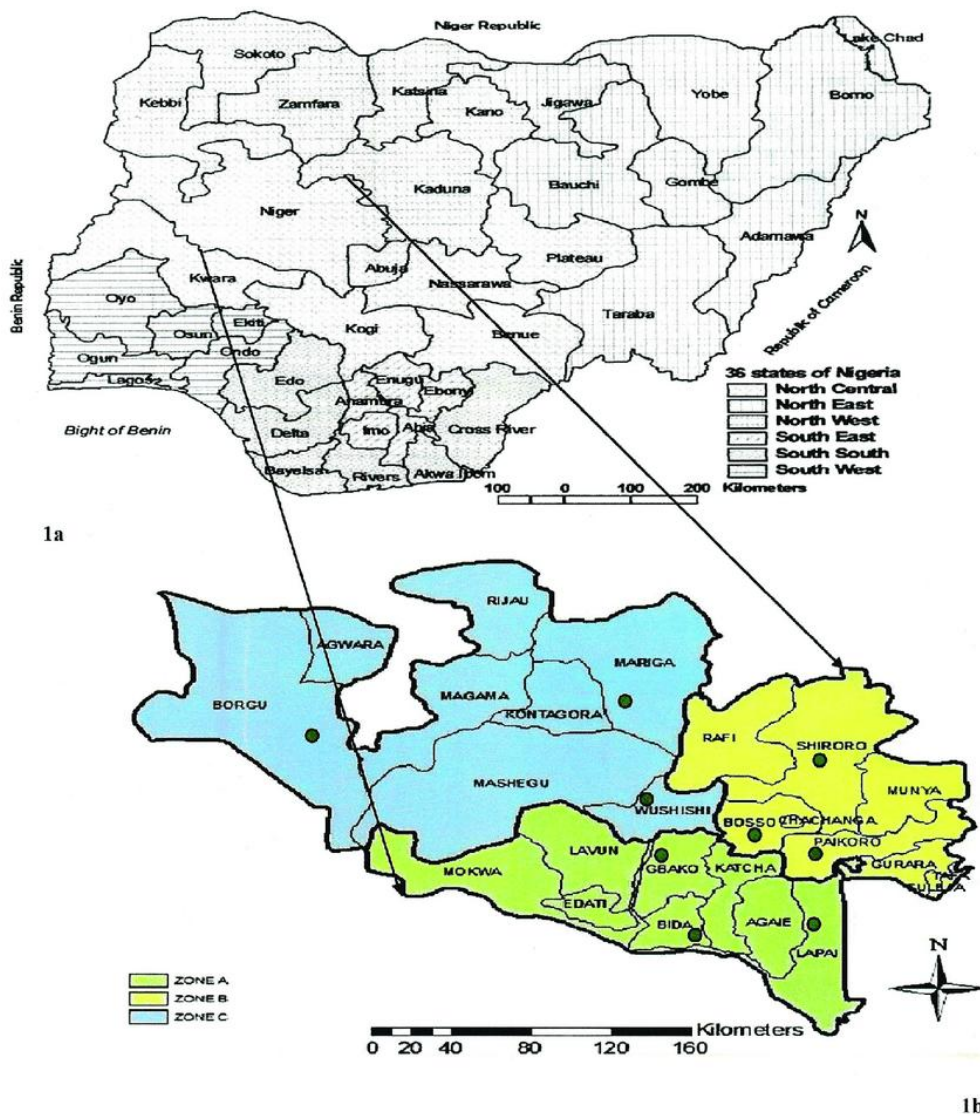 Niger Republic
Lake Chad
Sokoto
Katsina
Yobe
Borno
Kebbi
Zamfara
Kano
Jigawa
Kaduna
Bauchi
Gombe
Niger
N
Adamawa
Plateau
Abuja
Kwara
Nassarawa
Benin Republic
Oyo
Taraba
Republik of Cameroon
Ekiti
Kogi
Osun
Benue
Ogun
Ondo
Lagos
Edo
Enugu
Ebonyi
Anambra
36 states of Nigeria
North Central
North East
North West
South East
South South
South West
Bight of Benin
Delta
Imo
Abia
Cross River
Bayelsa
Rivers
Akwa Ibom
100 0 100 200 Kilometers
1a
RIJAU
AGWARA
MARIGA
MAGAMA
BORGU
KONTAGORA
RAFI
SHIRORO
MASHEGU
MUNYA
WUSHISHI
BOSSO
CHACHANGA
PAIKORO
LAVUN
GBAKO
KATCHA
GURARA
MOKWA
EDATI
BIDA
AGAIE
LAPAI
N
ZONE A
ZONE B
ZONE C
Kilometers
0 20 40 80 120 160